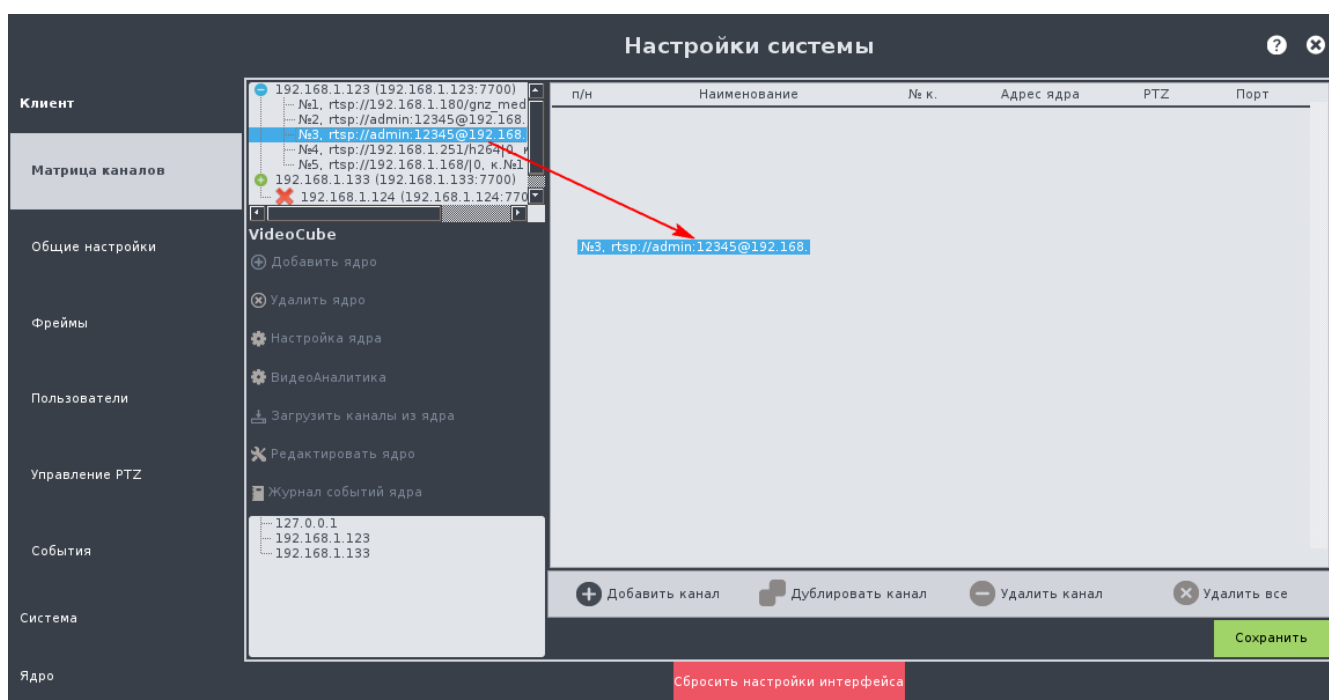 Настройки системы
?
Клиент
Матрица каналов
Общие настройки
Фреймы
Пользователи
Управление PTZ
События
Система
Ядро
192.168.1.123 (192.168.1.123:7700)
№1, rtsp://192.168.1.180/gnz_med
№2, rtsp://admin:12345@192.168.
№3, rtsp://admin:12345@192.168.
№4, rtsp://192.168.1.251/h264|0, к
№5, rtsp://192.168.1.168/|0, к.№1
192.168.1.133 (192.168.1.133:7700)
192.168.1.124 (192.168.1.124:770
VideoCube
Добавить ядро
Удалить ядро
Настройка ядра
ВидеоАналитика
Загрузить каналы из ядра
Редактировать ядро
Журнал событий ядра
127.0.0.1
192.168.1.123
192.168.1.133
п/н Наименование № к. Адрес ядра PTZ Порт
№3, rtsp://admin:12345@192.168.
Добавить канал Дублировать канал Удалить канал Удалить все
Сохранить
Сбросить настройки интерфейса